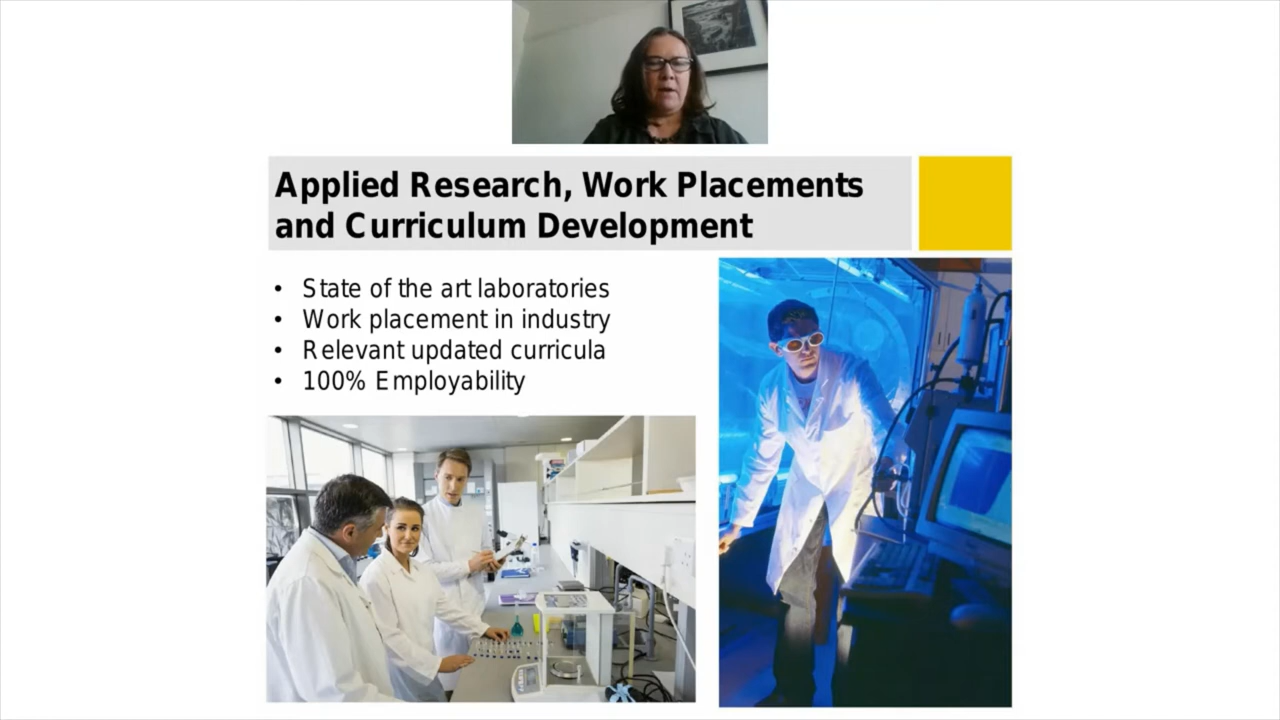 Applied Research, Work Placements
and Curriculum Development
• State of the art laboratories
• Work placement in industry
• Relevant updated curricula
• 100% Employability